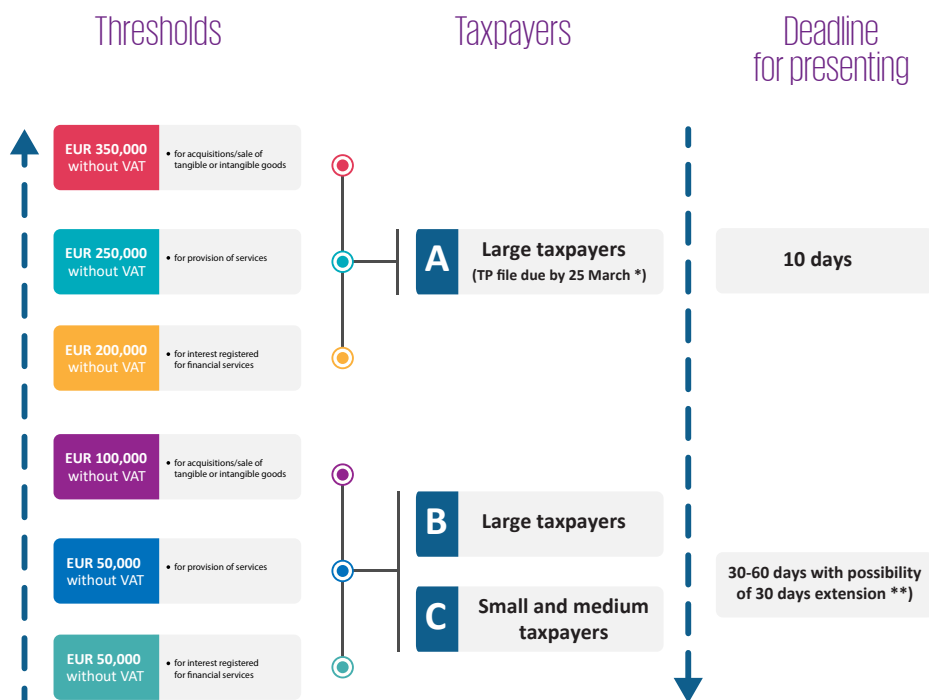 Thresholds
Taxpayers
Deadline
for presenting
EUR 350,000
without VAT
• for acquisitions/sale of
tangible or intangible goods
EUR 250,000
without VAT
• for provision of services
A
Large taxpayers
(TP file due by 25 March *)
10 days
EUR 200,000
without VAT
• for interest registered
for financial services
EUR 100,000
without VAT
• for acquisitions/sale of
tangible or intangible goods
B
Large taxpayers
EUR 50,000
without VAT
• for provision of services
30-60 days with possibility
of 30 days extension **)
C
Small and medium
taxpayers
EUR 50,000
without VAT
• for interest registered
for financial services